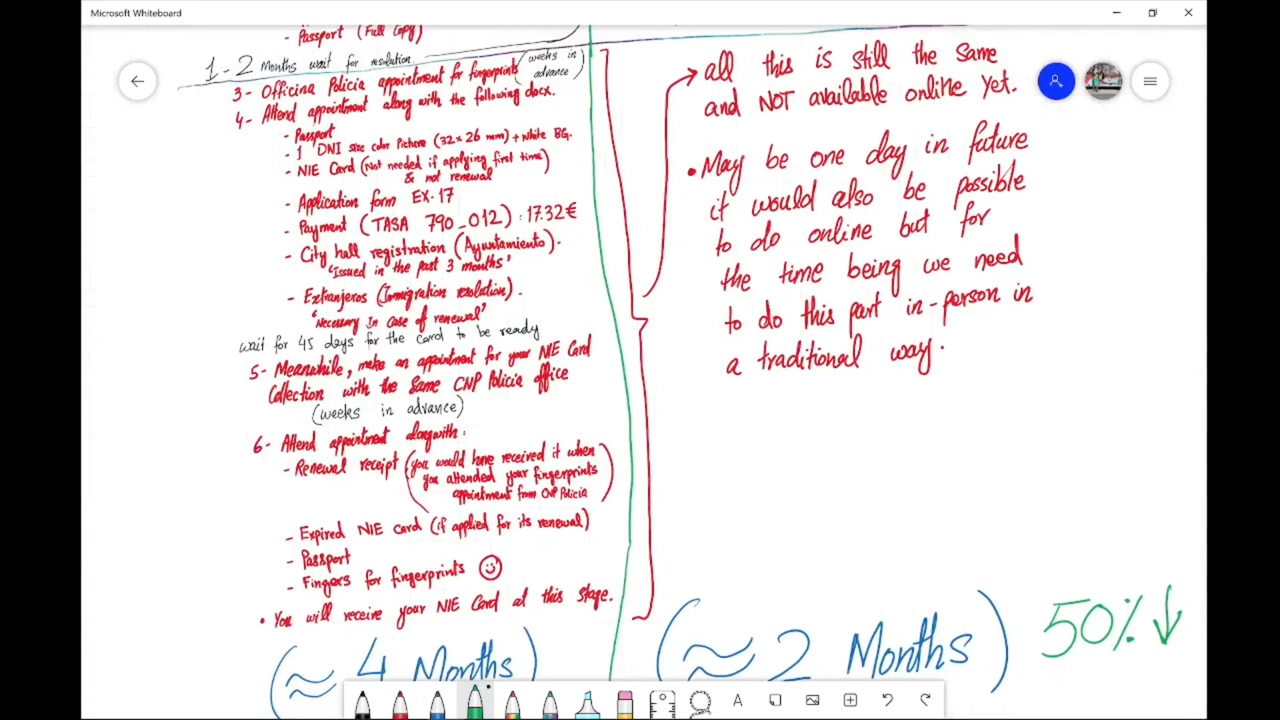 Microsoft Whiteboard
- Passport (Full Copy)
1-2 Months wait for resolution.
3- Officina Policia appointment for fingerprints (weeks in advance)
4- Attend appointment along with the following docx.
- Passport
- 1 DNI size color Picture (32x26 mm) + white BG.
- NIE Card (Not needed if applying first time)
& not renewal
- Application form EX-17
- Payment (TASA 790_012) : 17.32€
- City hall registration (Ayuntamiento).
"Issued in the past 3 months"
- Extranjeros (Immigration resolution).
"Necessary In case of renewal"
wait for 45 days for the card to be ready
5- Meanwhile, make an appointment for your NIE Card
Collection with the Same CNP Policia office
(weeks in advance)
6- Attend appointment alongwith:
- Renewal receipt (you would have received it when
you attended your fingerprints
appointment from CNP Policia)
- Expired NIE card (if applied for its renewal)
- Passport
- Fingers for fingerprints
• You will receive your NIE Card at this stage.
(≈ 4 Months)
all this is still the Same
and NOT available online Yet.
• May be one day in future
it would also be possible
to do online but for
the time being we need
to do this part in-person in
a traditional way.
(≈ 2 Months)
50% ↓
A